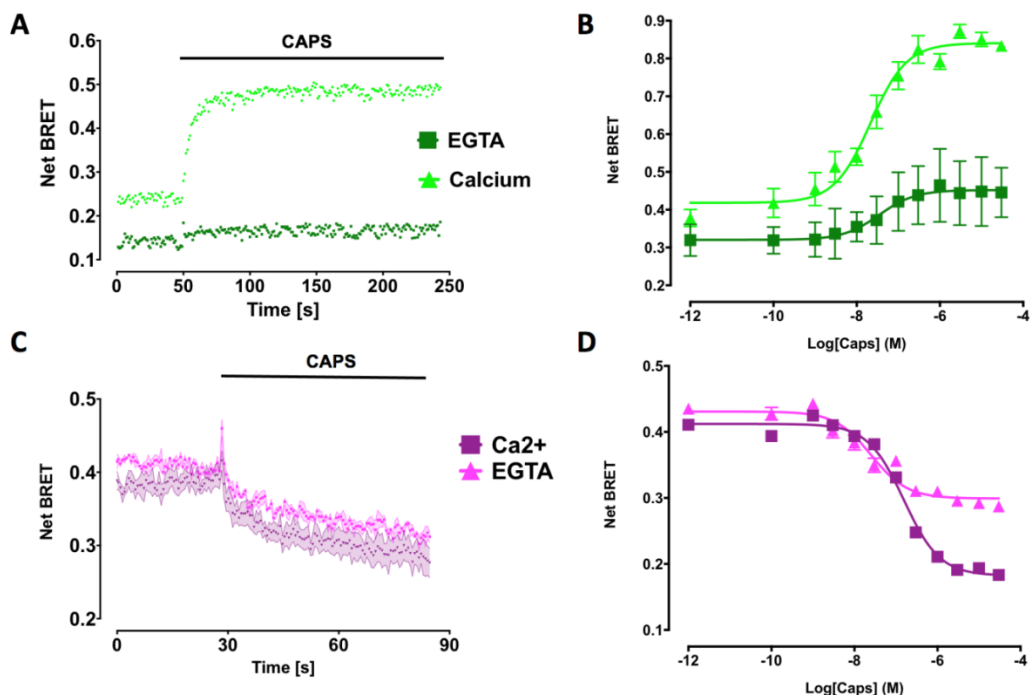 A
CAPS
0.6
0.5
0.4
0.3
0.2
0.1
Net BRET
EGTA
Calcium
0 50 100 150 200 250
Time [s]
B
0.9
0.8
0.7
0.6
0.5
0.4
0.3
0.2
Net BRET
-12 -10 -8 -6 -4
Log[Caps] (M)
C
CAPS
0.5
0.4
0.3
0.2
Net BRET
Ca2+
EGTA
0 30 60 90
Time [s]
D
0.5
0.4
0.3
0.2
0.1
Net BRET
-12 -10 -8 -6 -4
Log[Caps] (M)